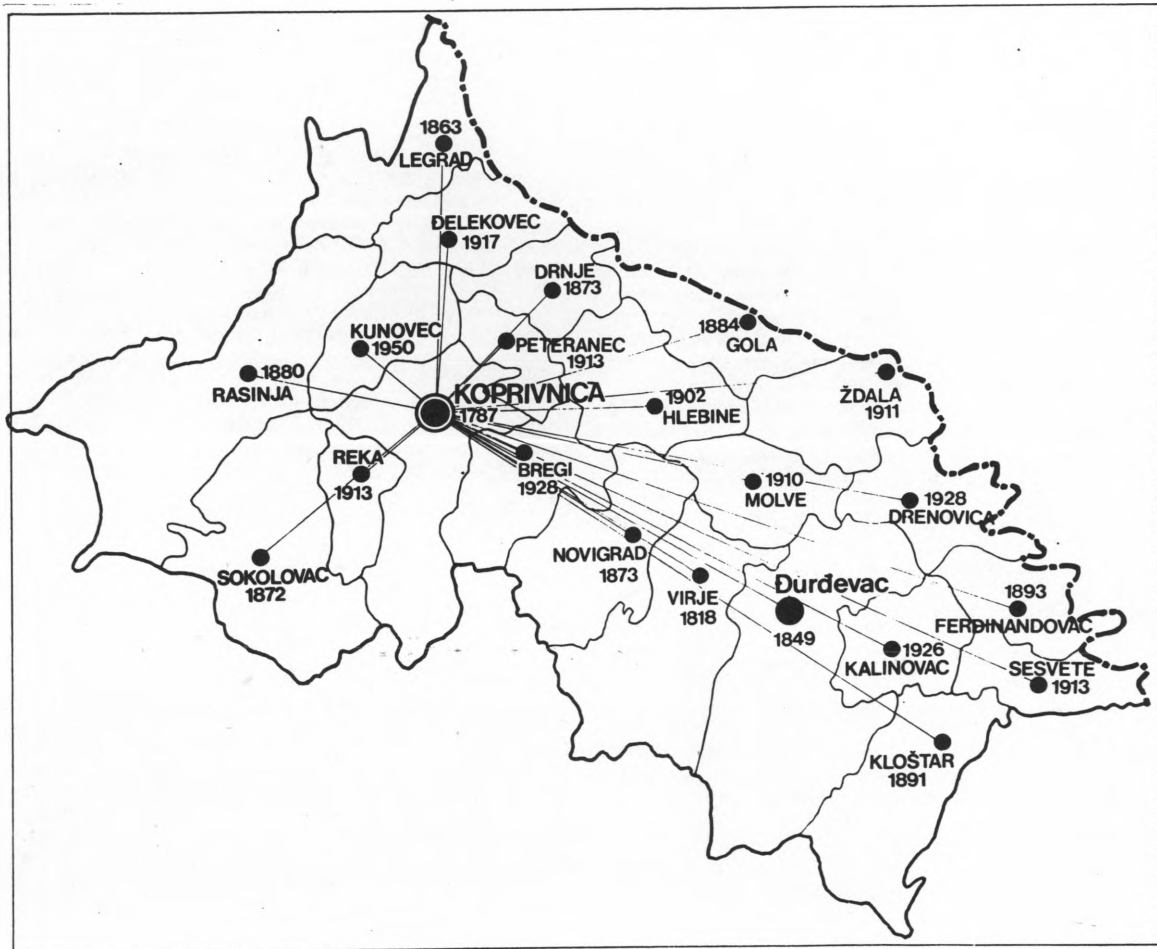 1863
LEGRAD
ĐELEKOVEC
1917
DRNJE
1873
KUNOVEC
1950
PETERANEC
1913
1884
GOLA
1880
RASINJA
KOPRIVNICA
1787
1902
HLEBINE
ŽDALA
1911
REKA
1913
BREGI
1928
1910
MOLVE
1928
DRENOVICA
SOKOLOVAC
1872
NOVIGRAD
1873
VIRJE
1818
Đurđevac
1849
1893
FERDINANDOVAC
1926
KALINOVAC
SESVETE
1913
KLOŠTAR
1891